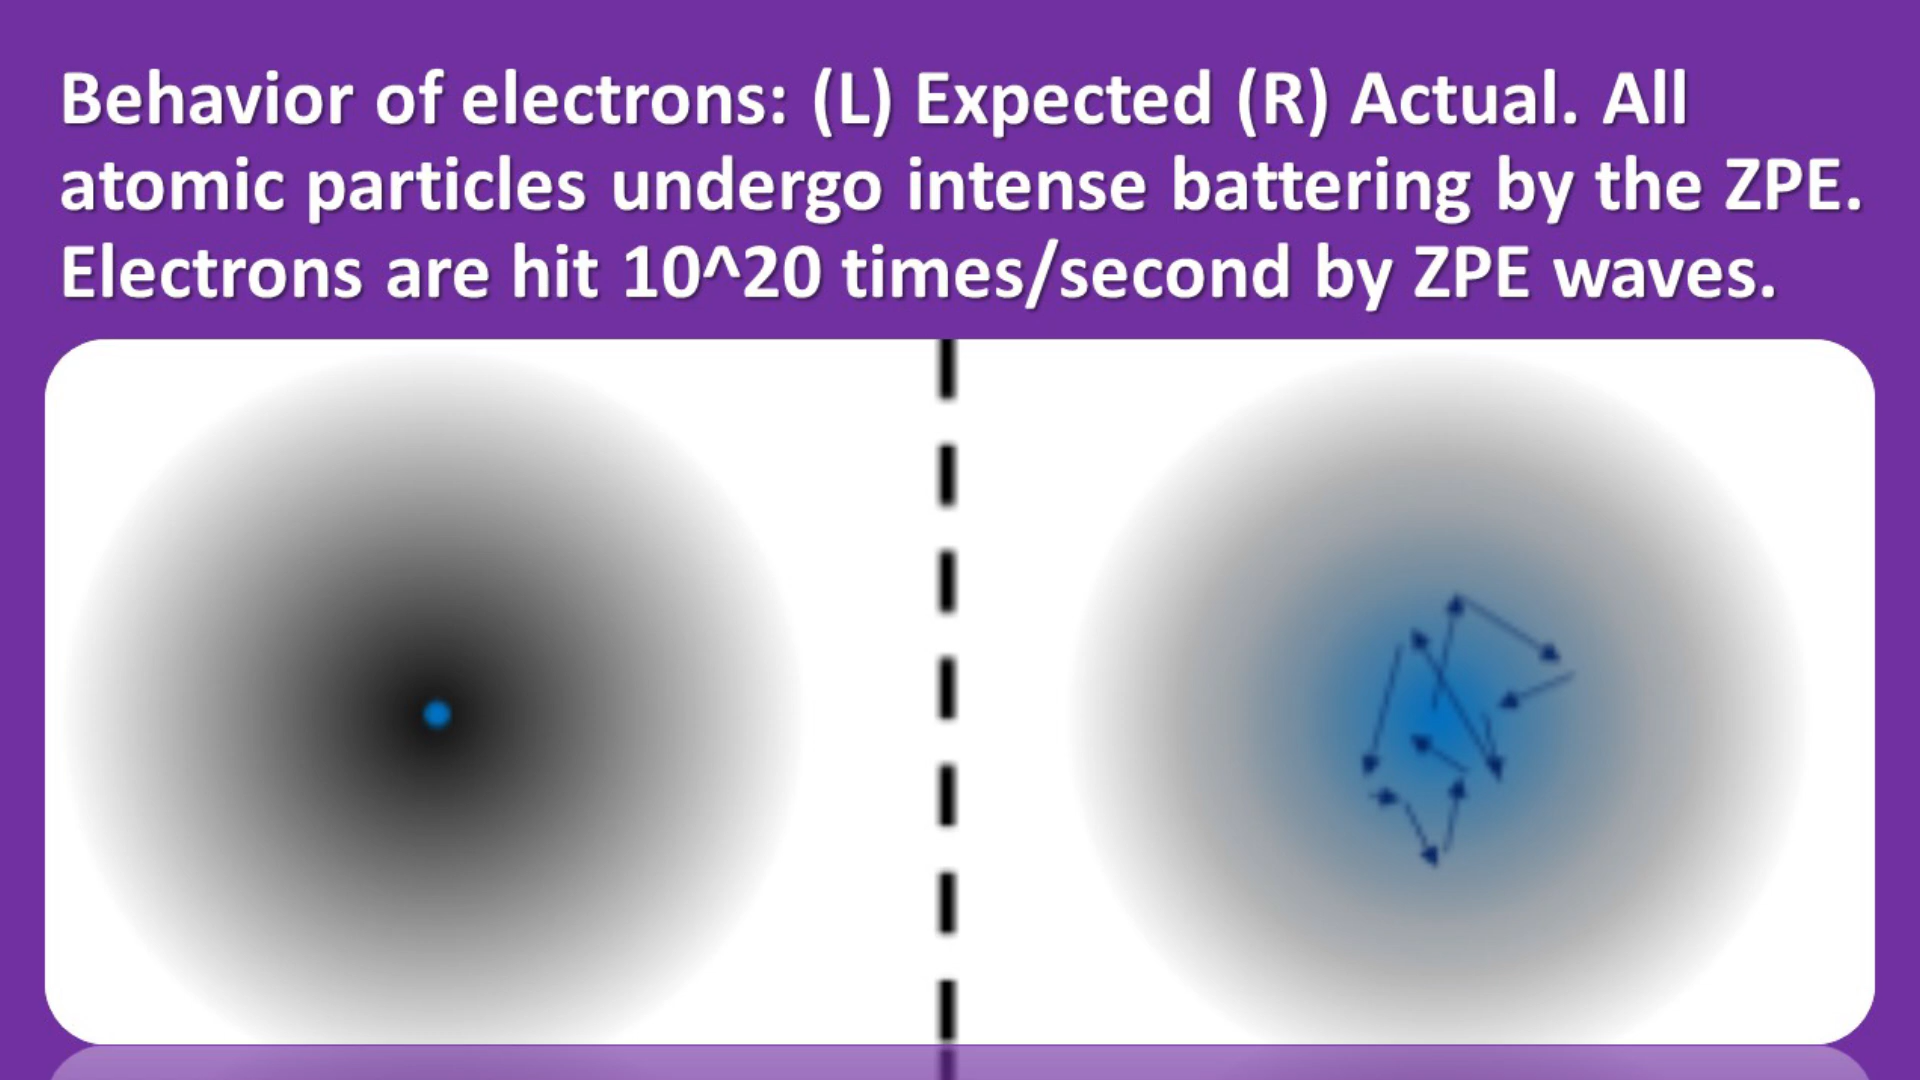 Behavior of electrons: (L) Expected (R) Actual. All
atomic particles undergo intense battering by the ZPE.
Electrons are hit 10^20 times/second by ZPE waves.